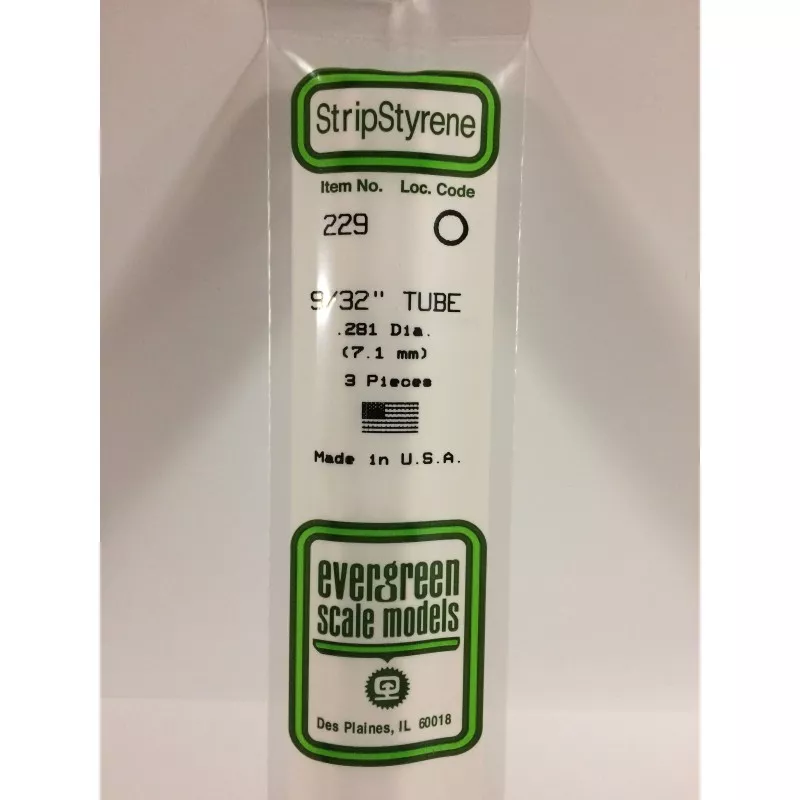 StripStyrene
Item No. Loc. Code
229
9/32" TUBE
.281 Dia.
(7.1 mm)
3 Pieces
Made in U.S.A.
evergreen
scale models
Des Plaines, IL 60018